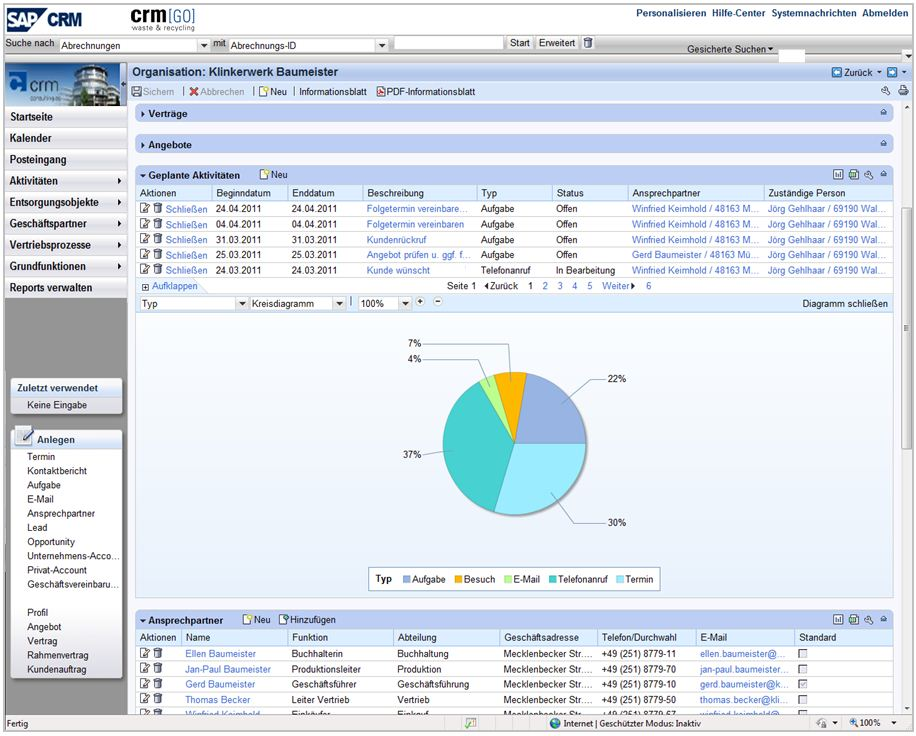 SAP CRM
crm[GO]
waste & recycling
Personalisieren Hilfe-Center Systemnachrichten Abmelden
Suche nach Abrechnungen mit Abrechnungs-ID Start Erweitert
Gesicherte Suchen
crm
Organisation: Klinkerwerk Baumeister Zurück
Sichern Abbrechen Neu Informationsblatt PDF-Informationsblatt
Startseite
Kalender
Posteingang
Aktivitäten
Entsorgungsobjekte
Geschäftspartner
Vertriebsprozesse
Grundfunktionen
Reports verwalten
Zuletzt verwendet
Keine Eingabe
Anlegen
Termin
Kontaktbericht
Aufgabe
E-Mail
Ansprechpartner
Lead
Opportunity
Unternehmens-Acco...
Privat-Account
Geschäftsvereinbaru...
Profil
Angebot
Vertrag
Rahmenvertrag
Kundenauftrag
Verträge
Angebote
Geplante Aktivitäten Neu
Aktionen Beginndatum Enddatum Beschreibung Typ Status Ansprechpartner Zuständige Person
Schließen 24.04.2011 24.04.2011 Folgetermin vereinbare... Aufgabe Offen Winfried Keimhold / 48163 M... Jörg Gehlhaar / 69190 Wal...
Schließen 04.04.2011 04.04.2011 Folgetermin vereinbaren Aufgabe Offen Winfried Keimhold / 48163 M... Jörg Gehlhaar / 69190 Wal...
Schließen 31.03.2011 31.03.2011 Kundenrückruf Aufgabe Offen Winfried Keimhold / 48163 M... Jörg Gehlhaar / 69190 Wal...
Schließen 25.03.2011 25.03.2011 Angebot prüfen u. ggf. f... Aufgabe Offen Gerd Baumeister / 48163 Mü... Jörg Gehlhaar / 69190 Wal...
Schließen 24.03.2011 24.03.2011 Kunde wünscht Telefonanruf In Bearbeitung Winfried Keimhold / 48163 M... Jörg Gehlhaar / 69190 Wal...
Aufklappen Seite 1 Zurück 1 2 3 4 5 Weiter 6
Typ Kreisdiagramm 100% Diagramm schließen
7%
4%
22%
37%
30%
Typ Aufgabe Besuch E-Mail Telefonanruf Termin
Ansprechpartner Neu Hinzufügen
Aktionen Name Funktion Abteilung Geschäftsadresse Telefon/Durchwahl E-Mail Standard
Ellen Baumeister Buchhalterin Buchhaltung Mecklenbecker Str.... +49 (251) 8779-11 ellen.baumeister@...
Jan-Paul Baumeister Produktionsleiter Produktion Mecklenbecker Str.... +49 (251) 8779-70 jan-paul.baumeister...
Gerd Baumeister Geschäftsführer Geschäftsführung Mecklenbecker Str.... +49 (251) 8779-10 gerd.baumeister@k...
Thomas Becker Leiter Vertrieb Vertrieb Mecklenbecker Str.... +49 (251) 8779-50 thomas.becker@kli...
Winfried Keimhold Einkäufer Einkauf Mecklenbecker Str.... +49 (251) 8779-67 winfried.keimhold@...
Fertig Internet | Geschützter Modus: Inaktiv 100%